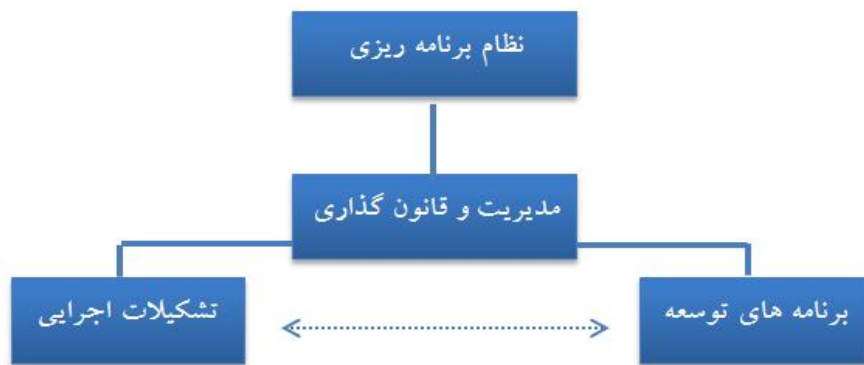 نظام برنامه ریزی
مدیریت و قانون گذاری
برنامه های توسعه
تشکیلات اجرایی